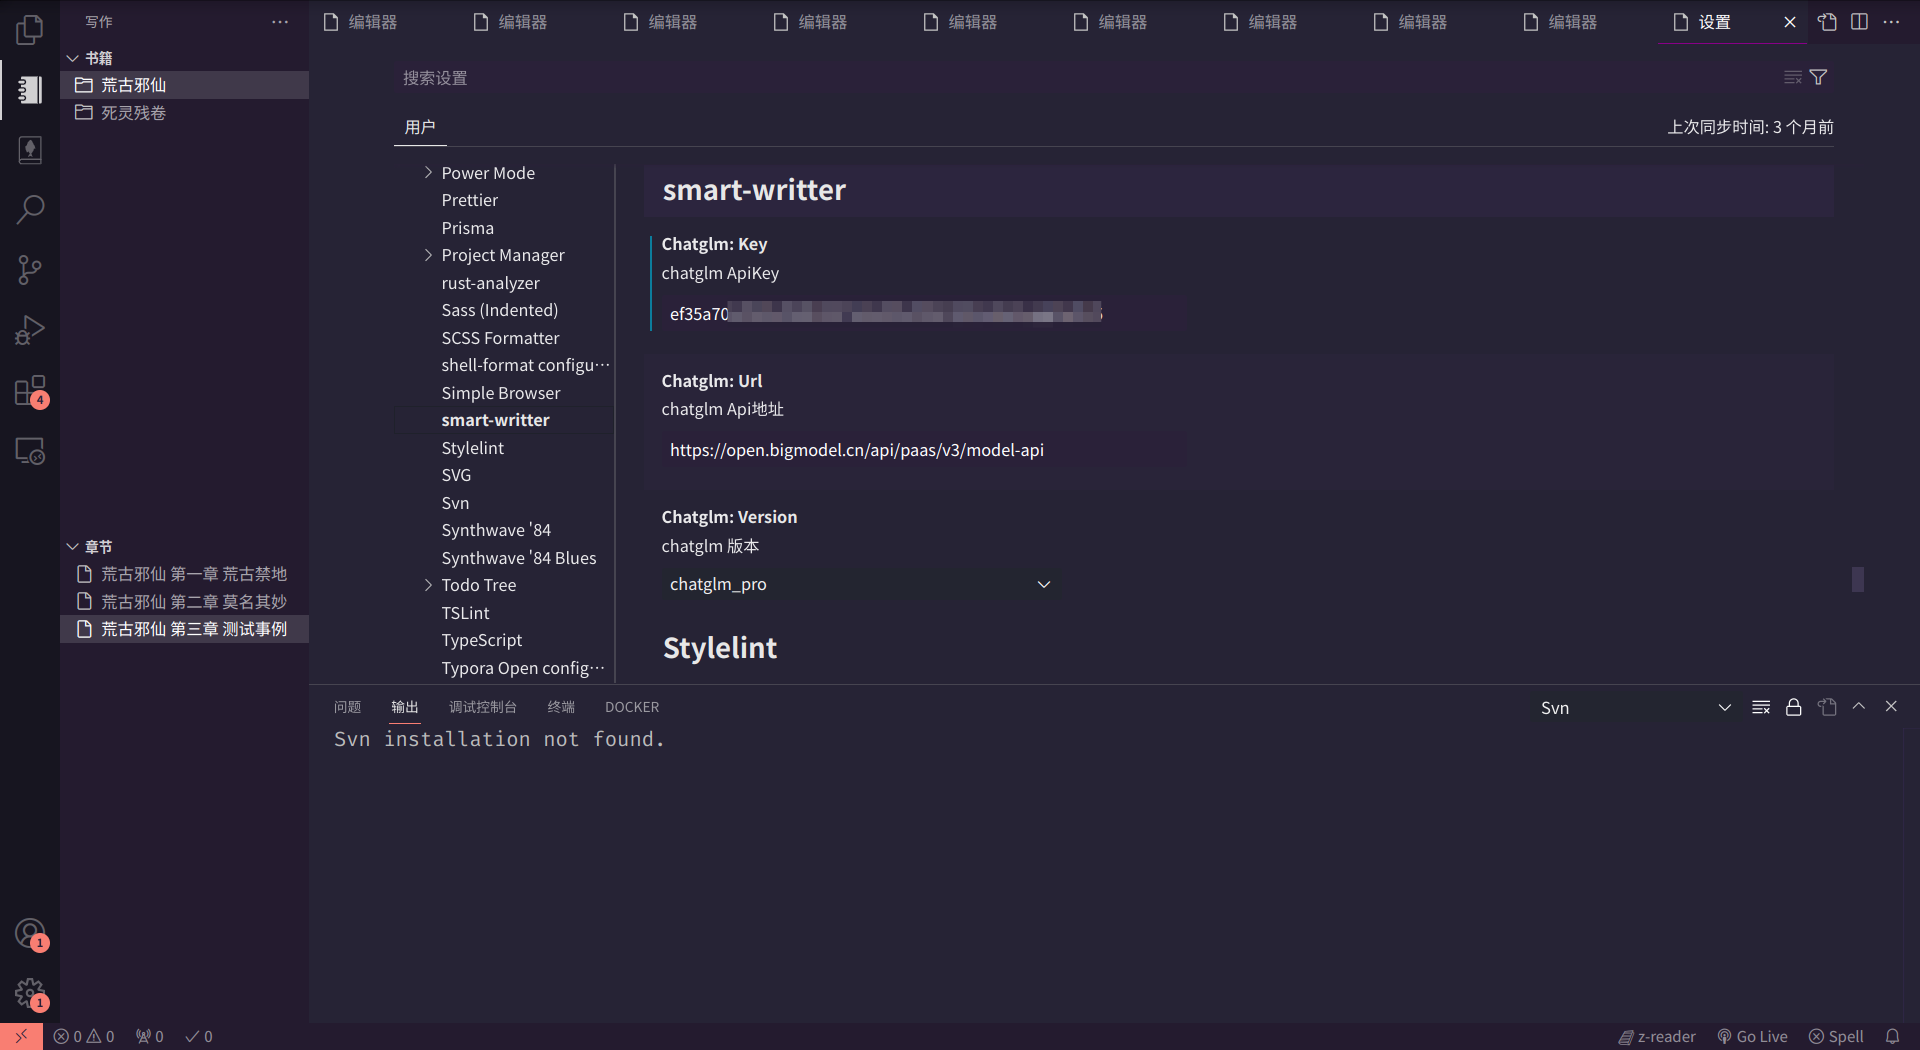 写作
书籍
荒古邪仙
死灵残卷
章节
荒古邪仙 第一章 荒古禁地
荒古邪仙 第二章 莫名其妙
荒古邪仙 第三章 测试事例
编辑器
编辑器
编辑器
编辑器
编辑器
编辑器
编辑器
编辑器
编辑器
设置
搜索设置
用户
上次同步时间: 3 个月前
Power Mode
Prettier
Prisma
Project Manager
rust-analyzer
Sass (Indented)
SCSS Formatter
shell-format configu···
Simple Browser
smart-writter
Stylelint
SVG
Svn
Synthwave '84
Synthwave '84 Blues
Todo Tree
TSLint
TypeScript
Typora Open config···
smart-writter
Chatglm: Key
chatglm ApiKey
ef35a70
Chatglm: Url
chatglm Api地址
https://open.bigmodel.cn/api/paas/v3/model-api
Chatglm: Version
chatglm 版本
chatglm_pro
Stylelint
问题
输出
调试控制台
终端
DOCKER
Svn
Svn installation not found.
4
1
1
0
0
0
0
z-reader
Go Live
Spell